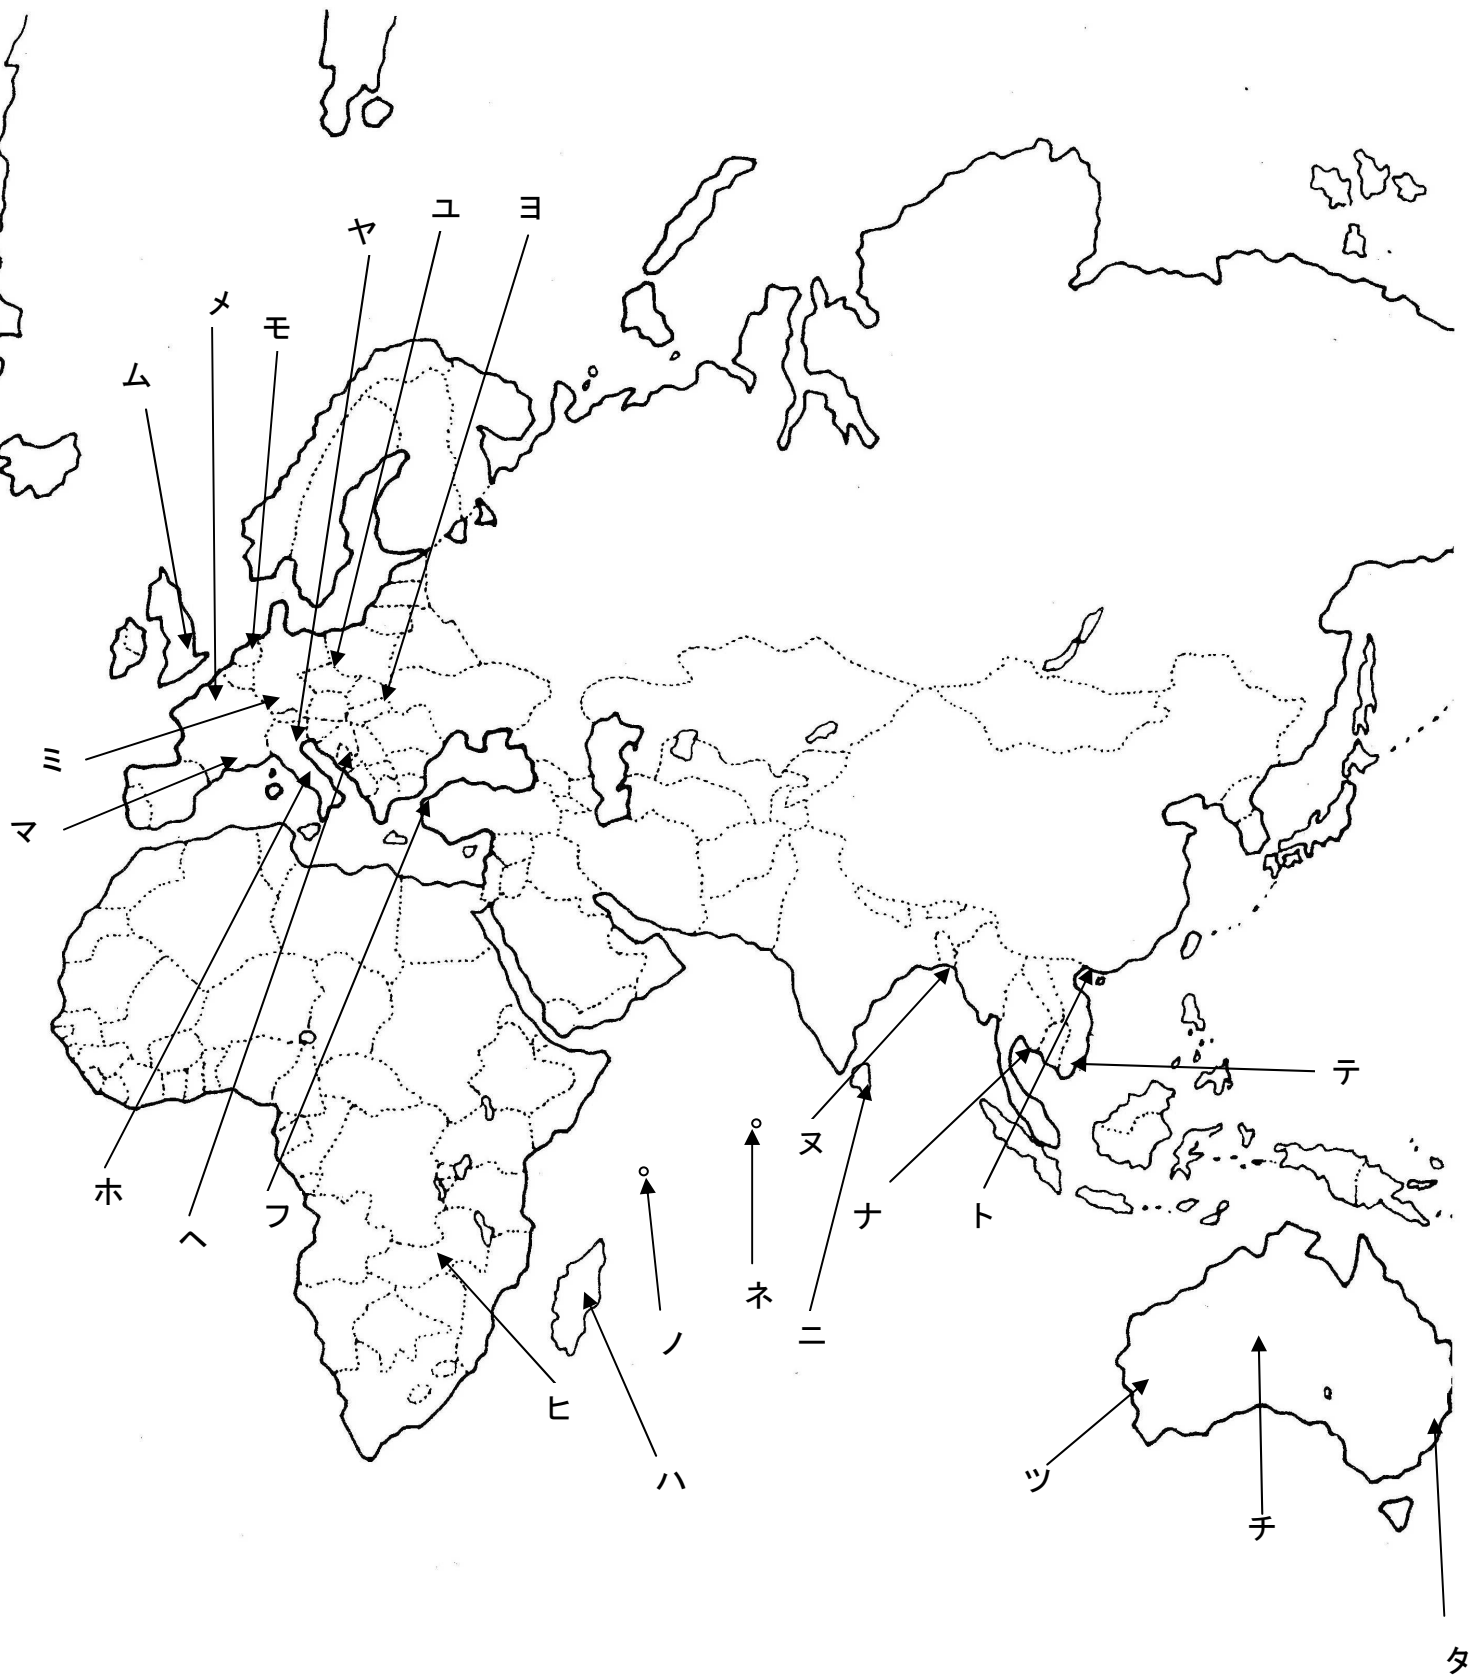 ヤ
ユ
ヨ
メ
モ
ム
ミ
マ
テ
ヌ
ホ
ヘ
フ
ナ
ト
ネ
ノ
ニ
ヒ
ハ
ツ
チ
タ